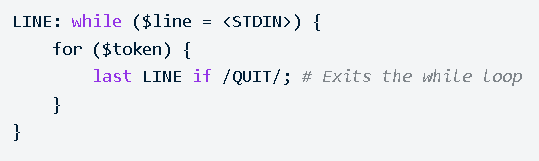 LINE: while ($line = <STDIN>) {
    for ($token) {
        last LINE if /QUIT/; # Exits the while loop
    }
}